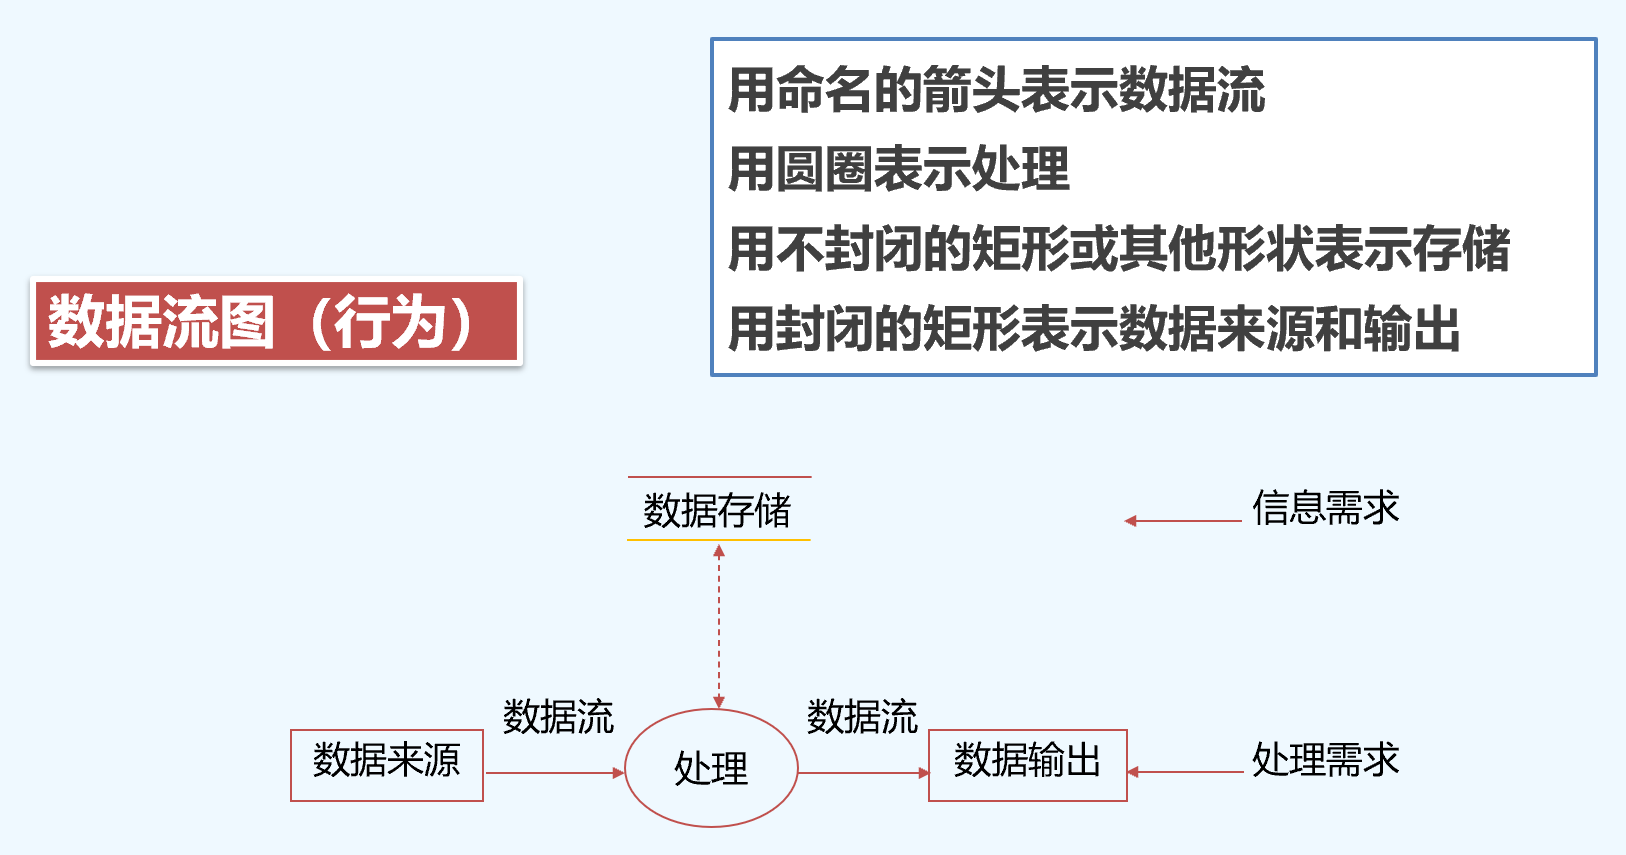 用命名的箭头表示数据流
用圆圈表示处理
用不封闭的矩形或其他形状表示存储
用封闭的矩形表示数据来源和输出
数据流图（行为）
数据存储
信息需求
数据流
数据流
数据来源
处理
数据输出
处理需求